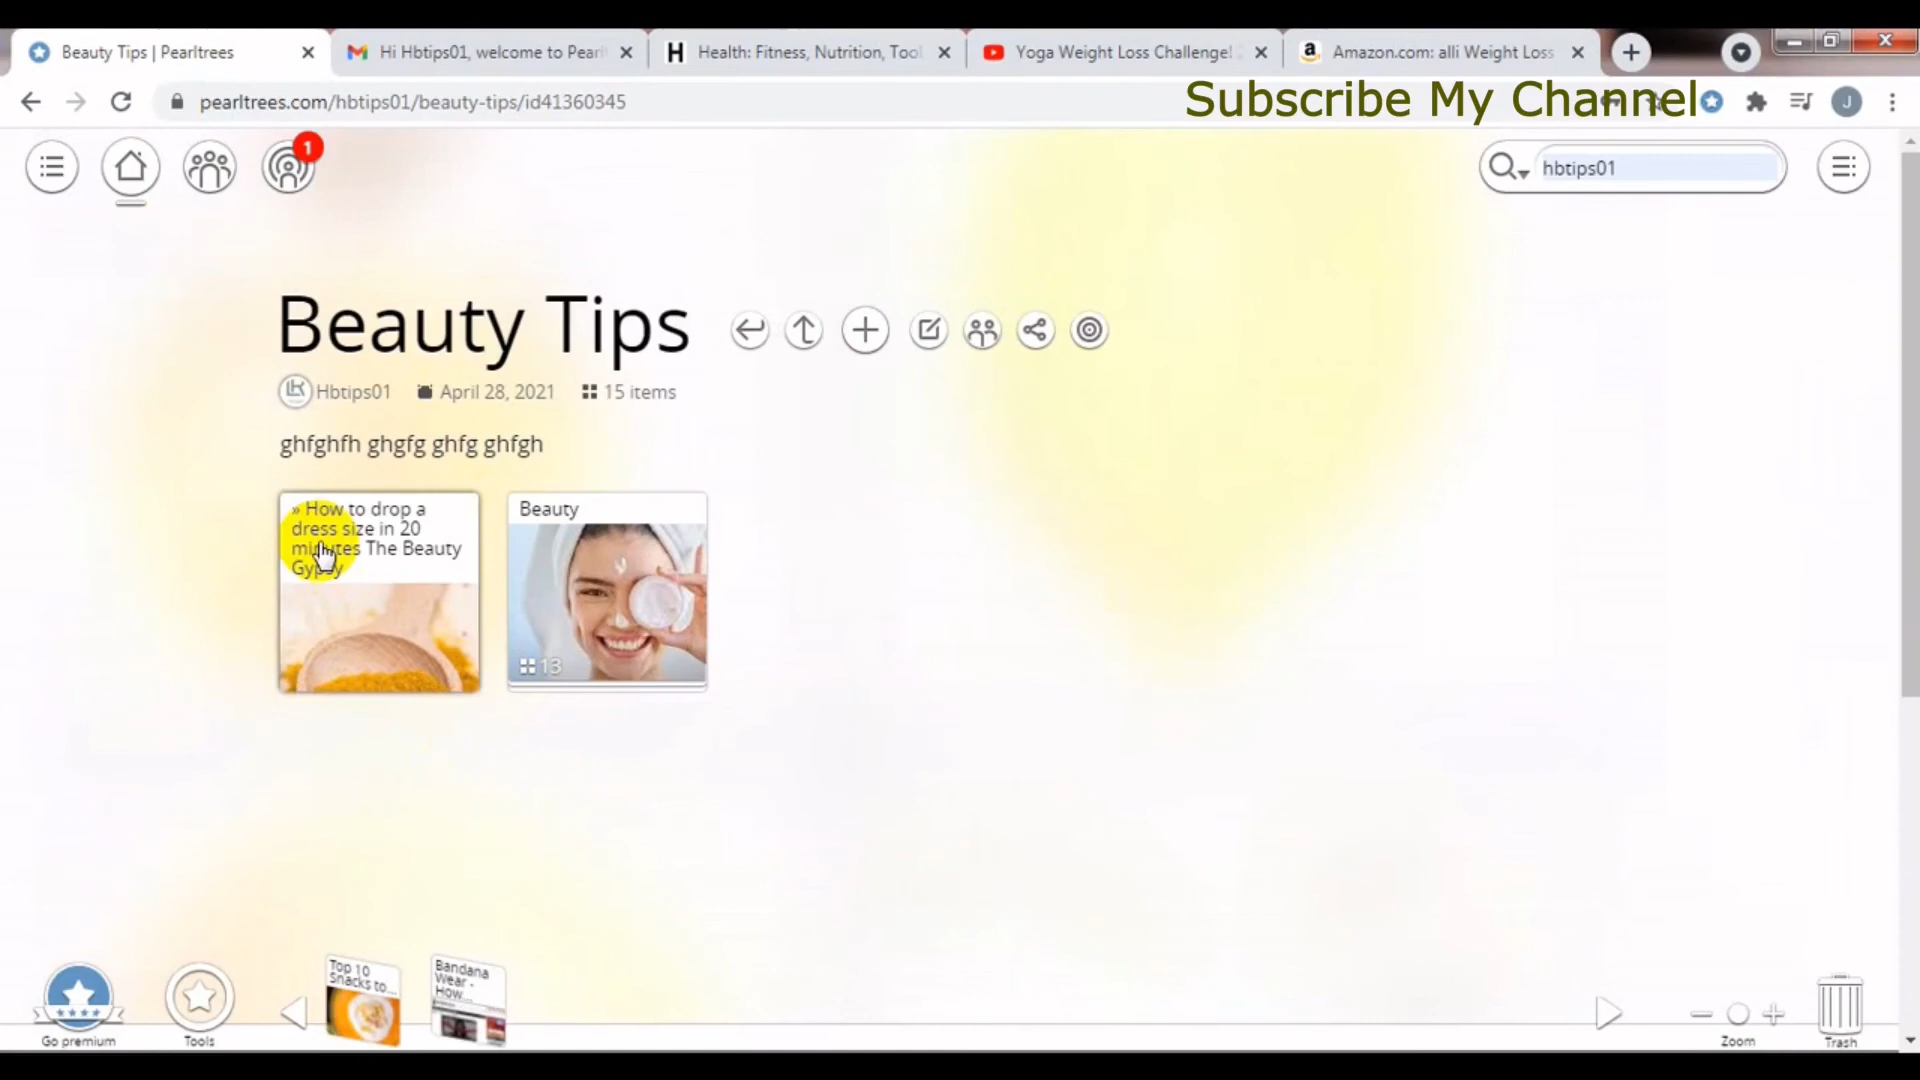 Beauty Tips | Pearltrees
Hi Hbtips01, welcome to Pearl
Health: Fitness, Nutrition, Tool
Yoga Weight Loss Challenge!
Amazon.com: alli Weight Loss
pearltrees.com/hbtips01/beauty-tips/id41360345
Subscribe My Channel
J
1
hbtips01
Beauty Tips
Hbtips01 April 28, 2021 15 items
ghfghfh ghgfg ghfg ghfgh
» How to drop a
dress size in 20
minutes The Beauty
Gypsy
Beauty
13
Top 10
Snacks to...
Bandana
Wear -
How...
Go premium
Tools
Zoom
Trash